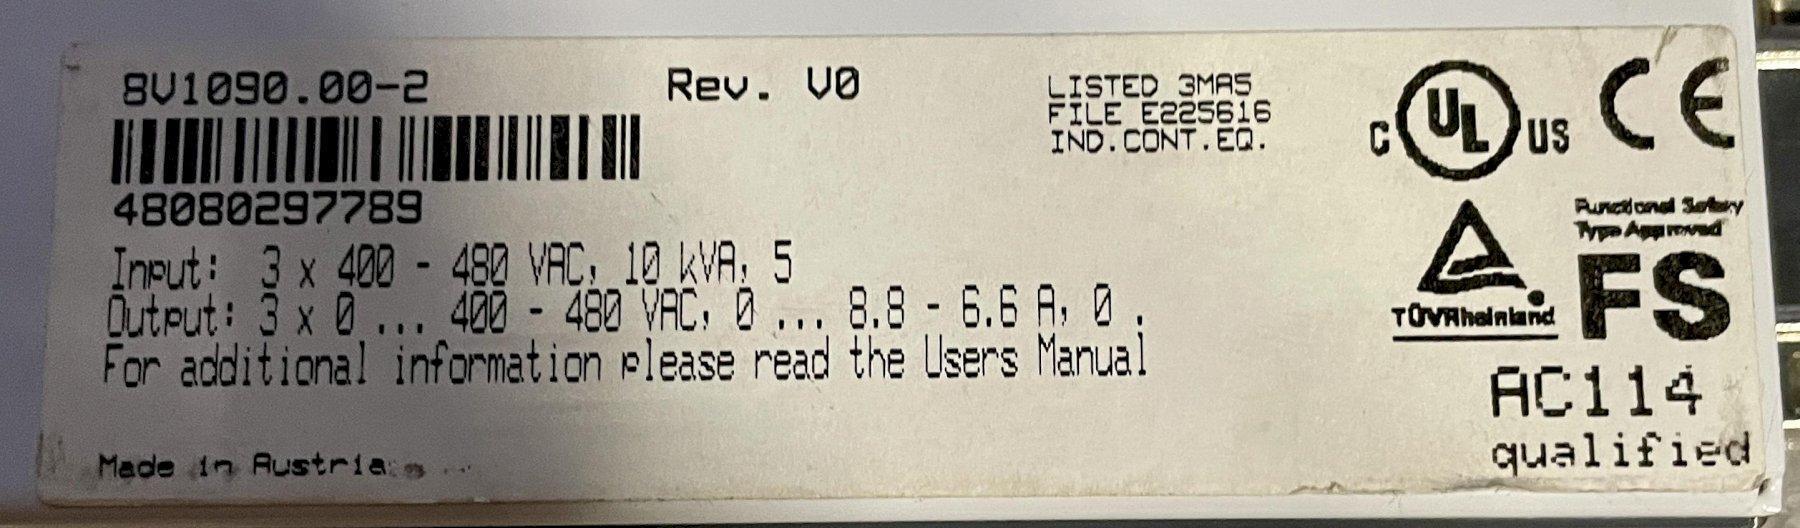 8V1090.00-2
Rev. V0
48080297789
Input: 3 x 400 - 480 VAC, 10 kVA, 5
Output: 3 x 0 ... 400 - 480 VAC, 0 ... 8.8 - 6.6 A, 0 .
For additional information please read the Users Manual
Made in Austria
LISTED 3MA5
FILE E225616
IND.CONT.EQ.
C UL US CE
Functional Safety
Type Approved
FS
TÜVRheinland
AC114
qualified